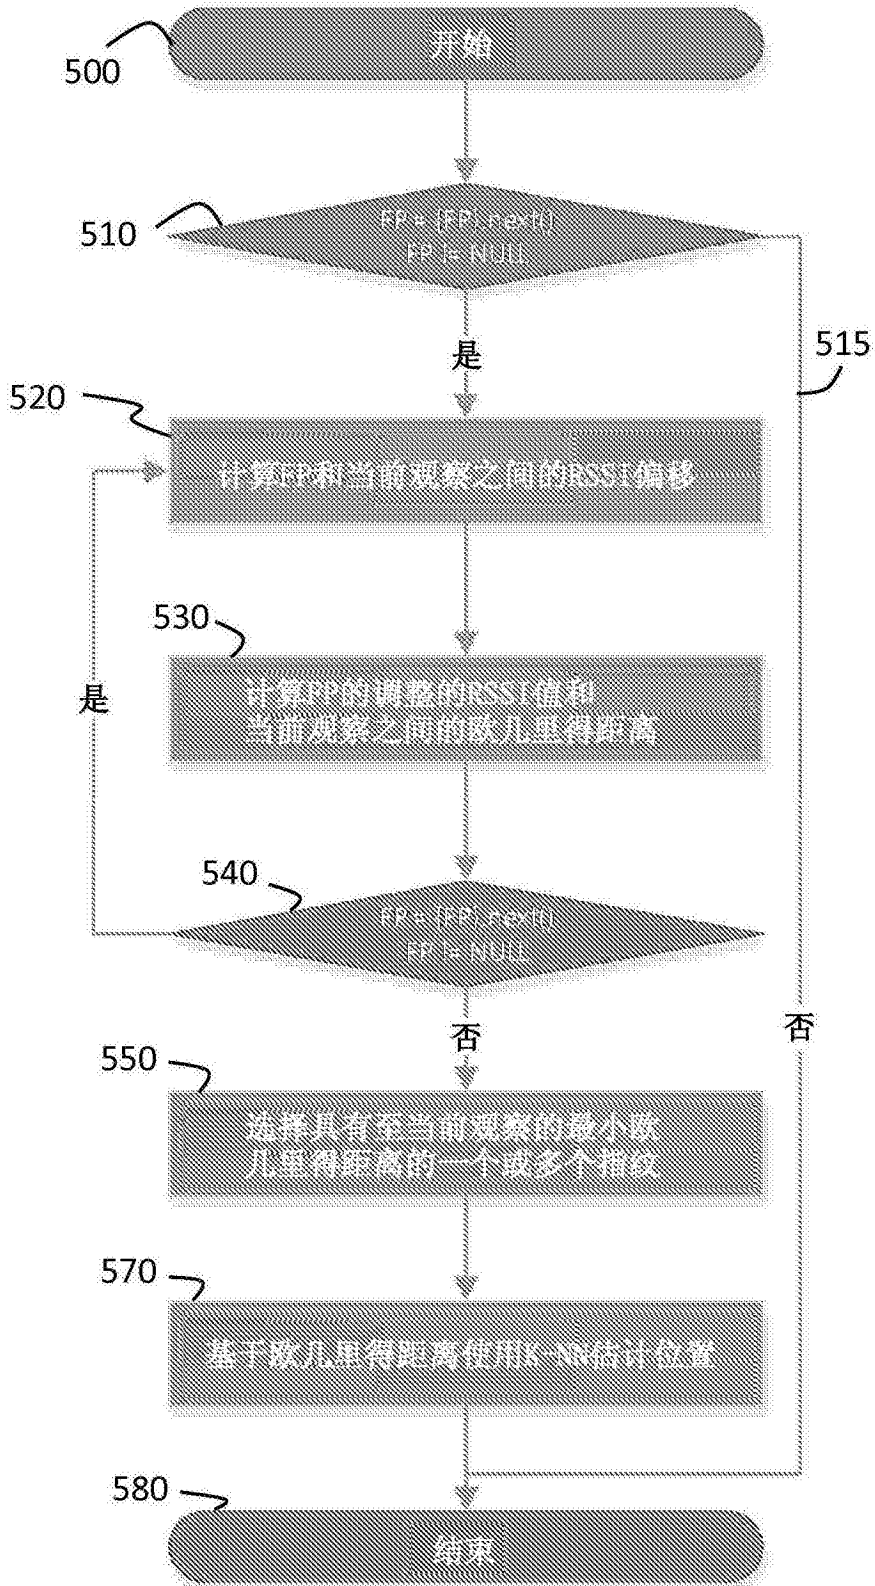 开始
500
510
FP = {FP}.next()
FP != NULL
是
515
520
计算FP和当前观察之间的RSSI偏移
530
计算FP的调整的RSSI值和
当前观察之间的欧几里得距离
是
540
FP = {FP}.next()
FP != NULL
否
否
550
选择具有至当前观察的最小欧
几里得距离的一个或多个指纹
570
基于欧几里得距离使用K-NN估计位置
580
结束